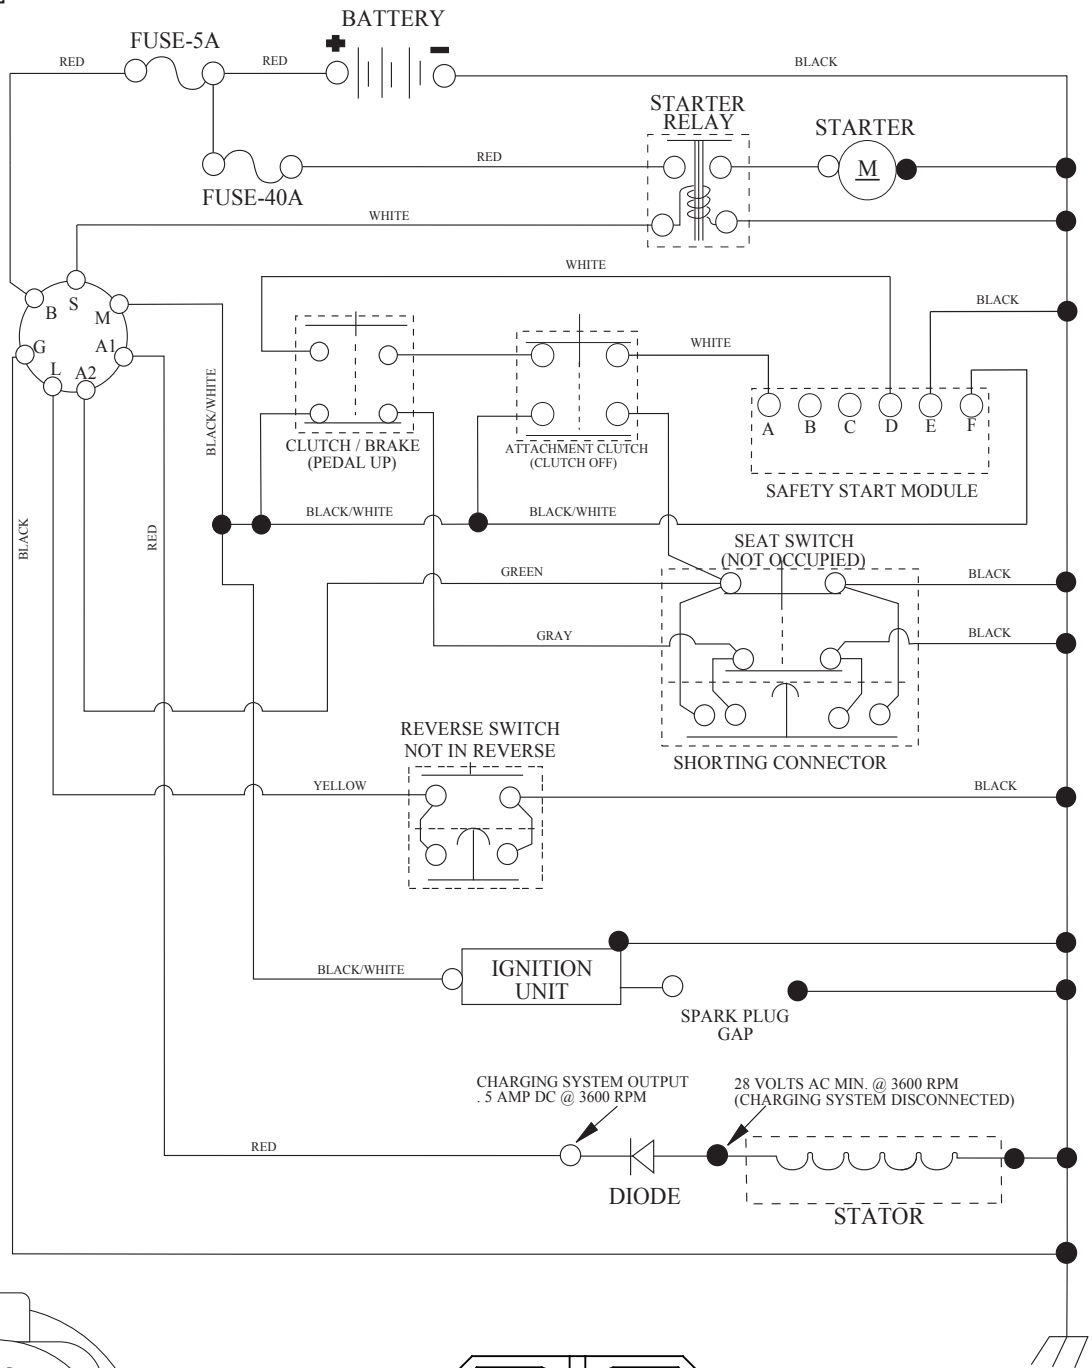 BATTERY
FUSE-5A
RED
RED
BLACK
STARTER
RELAY
STARTER
M
RED
FUSE-40A
WHITE
WHITE
B
S
M
G
A1
L
A2
BLACK
WHITE
BLACK/WHITE
A
B
C
D
E
F
CLUTCH / BRAKE
(PEDAL UP)
ATTACHMENT CLUTCH
(CLUTCH OFF)
SAFETY START MODULE
BLACK
RED
BLACK/WHITE
BLACK/WHITE
SEAT SWITCH
(NOT OCCUPIED)
GREEN
BLACK
GRAY
BLACK
REVERSE SWITCH
NOT IN REVERSE
SHORTING CONNECTOR
YELLOW
BLACK
BLACK/WHITE
IGNITION
UNIT
SPARK PLUG
GAP
CHARGING SYSTEM OUTPUT
. 5 AMP DC @ 3600 RPM
28 VOLTS AC MIN. @ 3600 RPM
(CHARGING SYSTEM DISCONNECTED)
RED
DIODE
STATOR